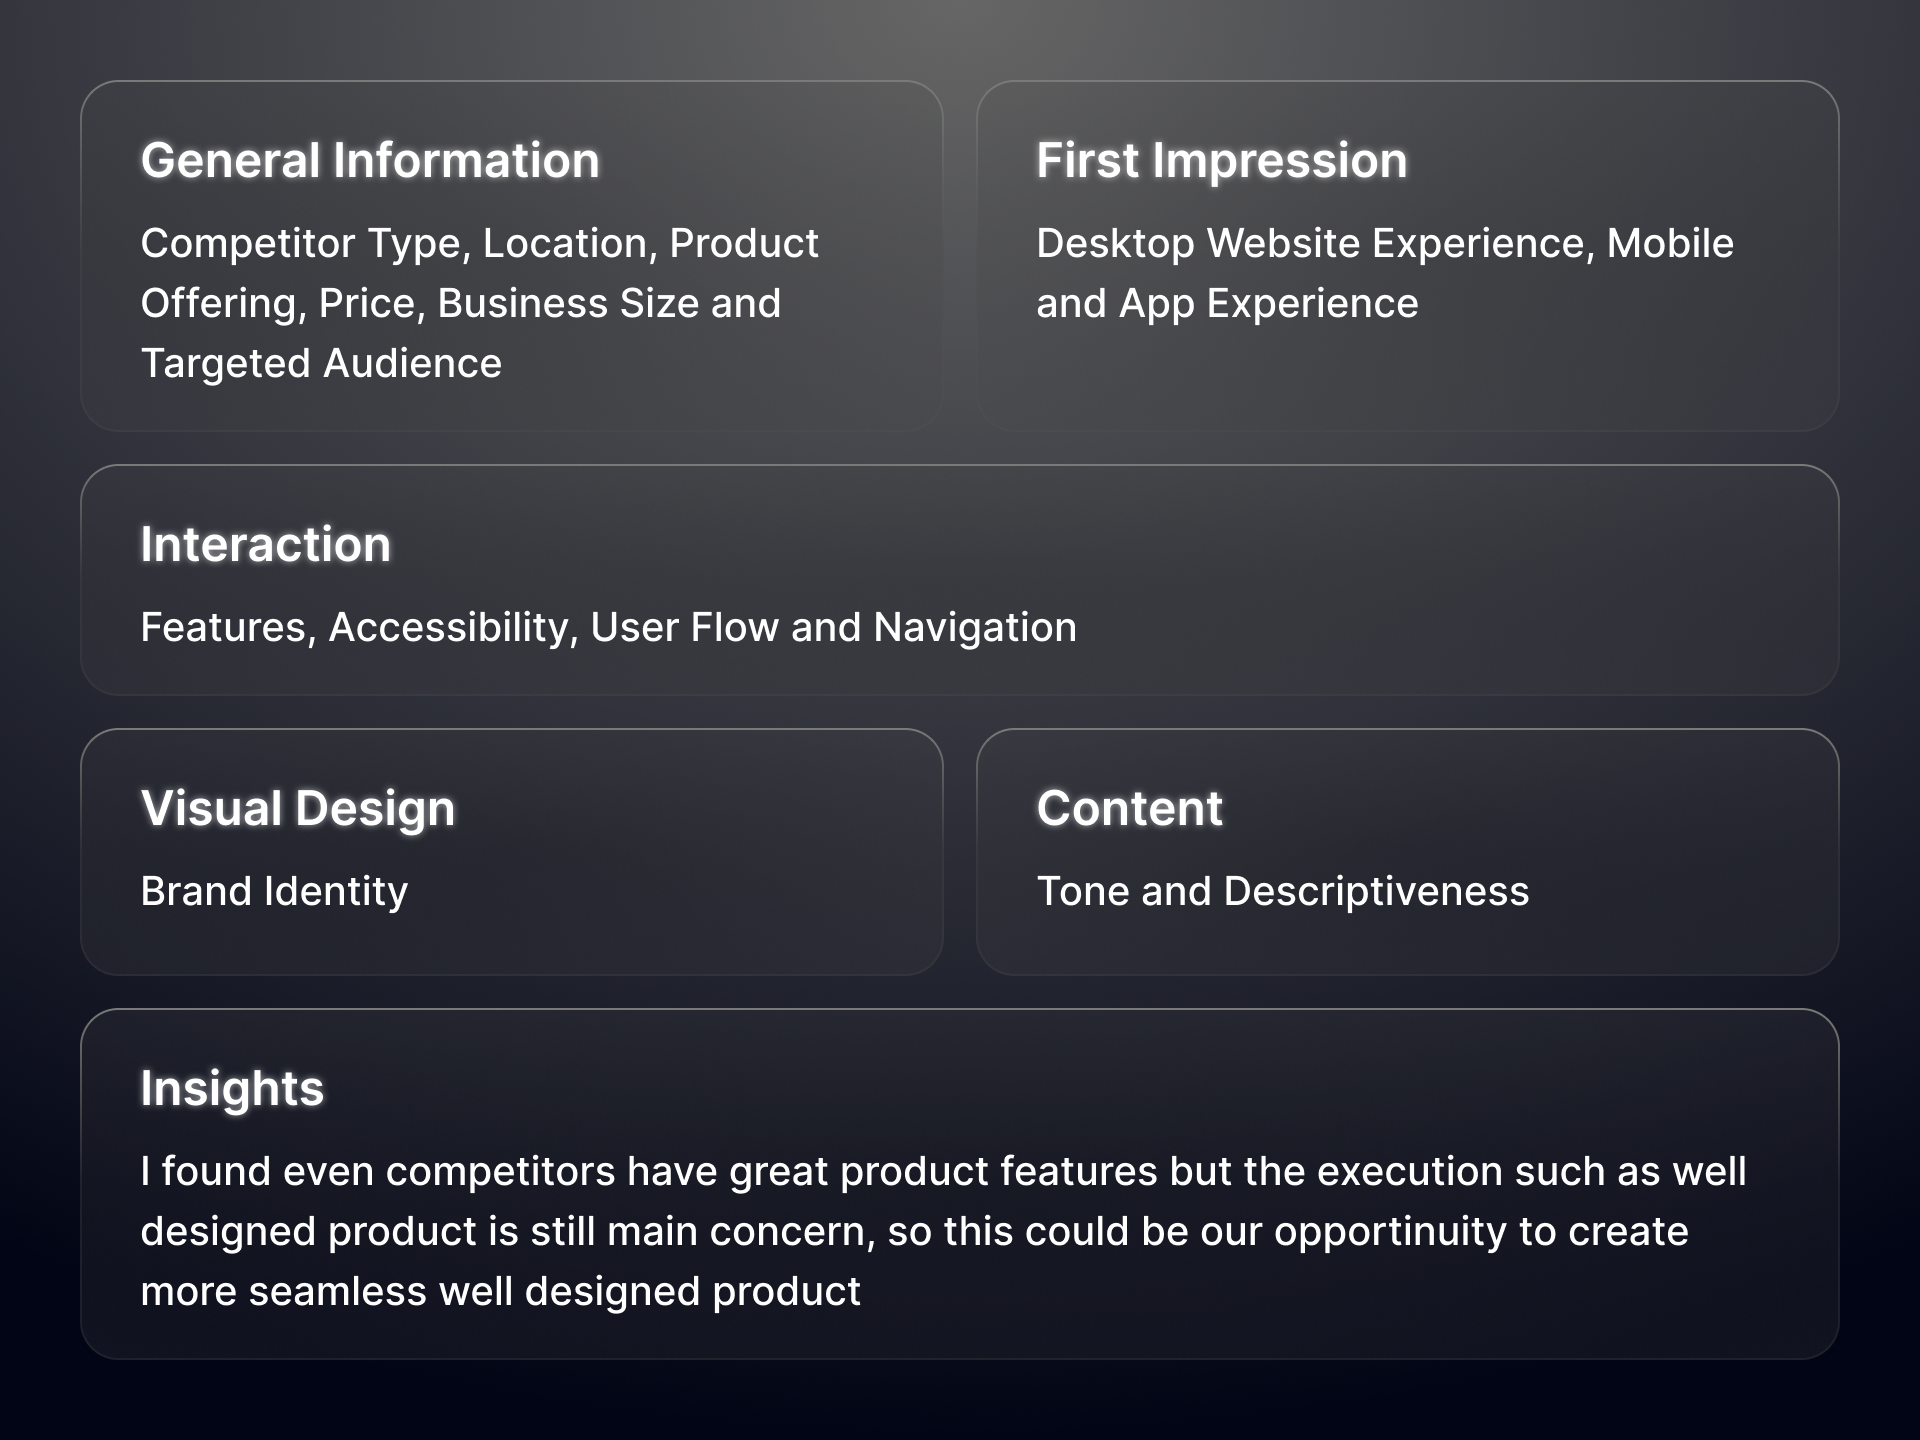 General Information
Competitor Type, Location, Product
Offering, Price, Business Size and
Targeted Audience
First Impression
Desktop Website Experience, Mobile
and App Experience
Interaction
Features, Accessibility, User Flow and Navigation
Visual Design
Brand Identity
Content
Tone and Descriptiveness
Insights
I found even competitors have great product features but the execution such as well
designed product is still main concern, so this could be our opportinuity to create
more seamless well designed product